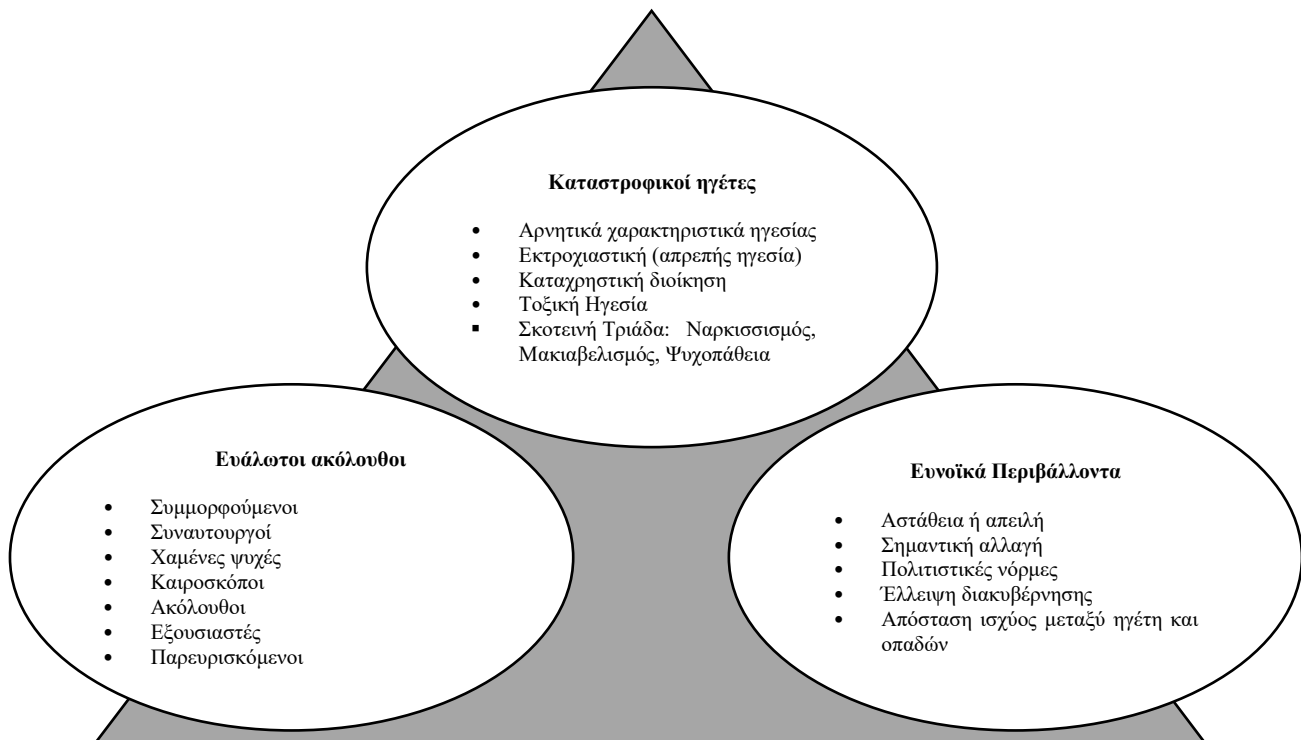 Καταστροφικοί ηγέτες
• Αρνητικά χαρακτηριστικά ηγεσίας
• Εκτροχιαστική (απρεπής ηγεσία)
• Καταχρηστική διοίκηση
• Τοξική Ηγεσία
▪ Σκοτεινή Τριάδα: Ναρκισσισμός,
Μακιαβελισμός, Ψυχοπάθεια
Ευάλωτοι ακόλουθοι
• Συμμορφούμενοι
• Συναυτουργοί
• Χαμένες ψυχές
• Καιροσκόποι
• Ακόλουθοι
• Εξουσιαστές
• Παρευρισκόμενοι
Ευνοϊκά Περιβάλλοντα
• Αστάθεια ή απειλή
• Σημαντική αλλαγή
• Πολιτιστικές νόρμες
• Έλλειψη διακυβέρνησης
• Απόσταση ισχύος μεταξύ ηγέτη και
οπαδών